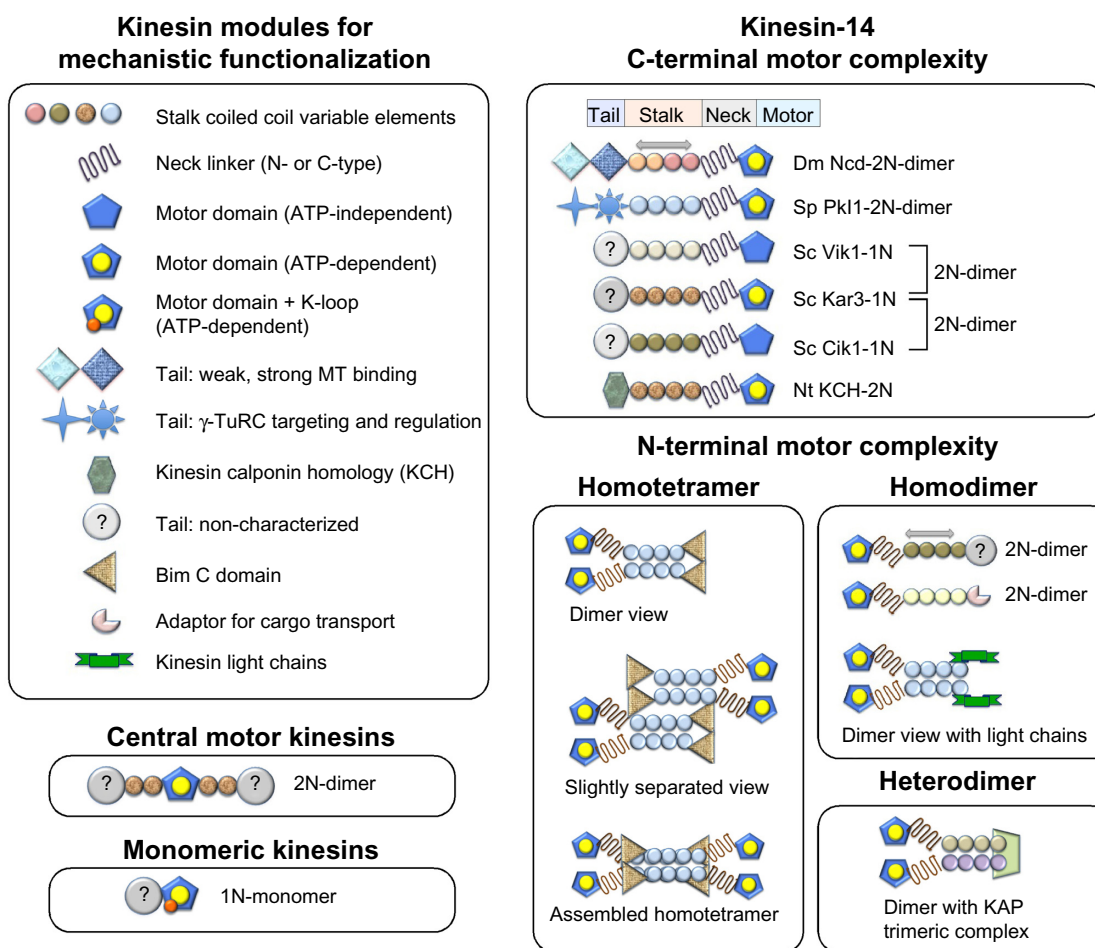 Kinesin modules for
mechanistic functionalization
Stalk coiled coil variable elements
Neck linker (N- or C-type)
Motor domain (ATP-independent)
Motor domain (ATP-dependent)
Motor domain + K-loop
(ATP-dependent)
Tail: weak, strong MT binding
Tail: γ-TuRC targeting and regulation
Kinesin calponin homology (KCH)
?
Tail: non-characterized
Bim C domain
Adaptor for cargo transport
Kinesin light chains
Central motor kinesins
? ? 2N-dimer
Monomeric kinesins
? 1N-monomer
Kinesin-14
C-terminal motor complexity
Tail Stalk Neck Motor
Dm Ncd-2N-dimer
Sp Pkl1-2N-dimer
? Sc Vik1-1N
2N-dimer
? Sc Kar3-1N
2N-dimer
? Sc Cik1-1N
Nt KCH-2N
N-terminal motor complexity
Homotetramer
Dimer view
Slightly separated view
Assembled homotetramer
Homodimer
? 2N-dimer
2N-dimer
Dimer view with light chains
Heterodimer
Dimer with KAP
trimeric complex